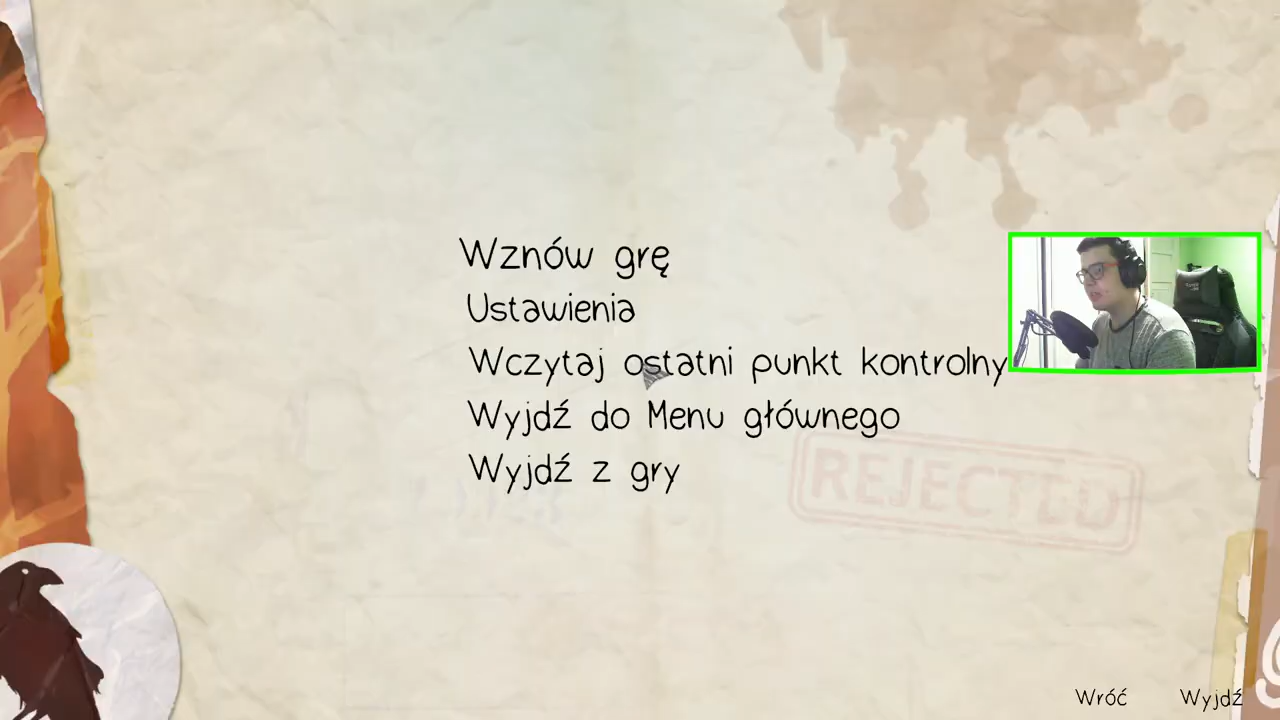 Wznów grę
Ustawienia
Wczytaj ostatni punkt kontrolny
Wyjdź do Menu głównego
Wyjdź z gry
REJECTED
Wróć
Wyjdź